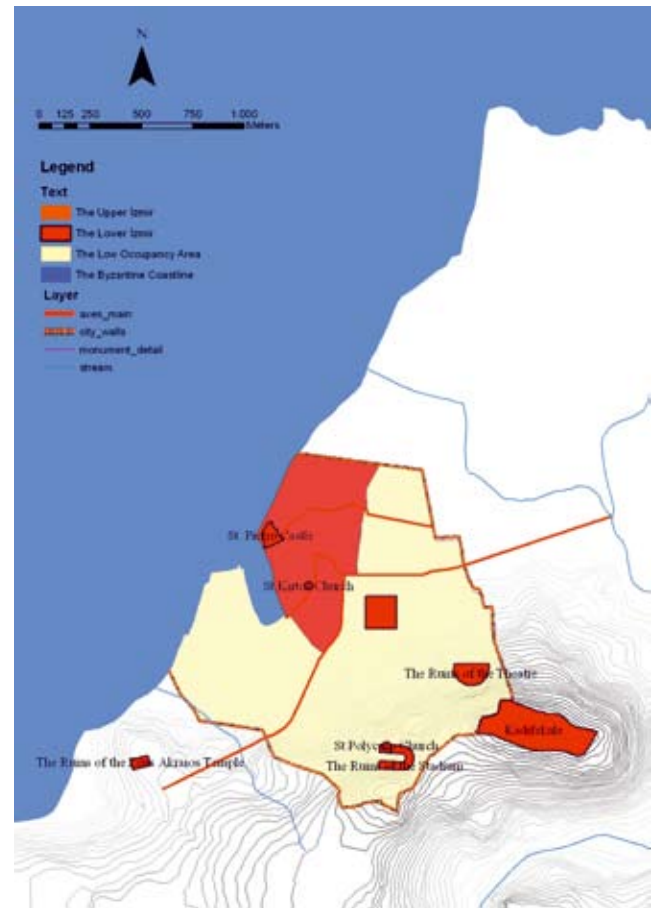 N
0 125 250 500 750 1.000
Meters
Legend
Text
The Upper Izmir
The Lower Izmir
The Low Occupancy Area
The Byzantine Coastline
Layer
axes_main
city_walls
monument_detail
stream
St. Castle
St Church
The Ruins of the Theatre
Kadifekale
St Polycarp Church
The Ruins of the Stadium
The Ruins of the Akraios Temple